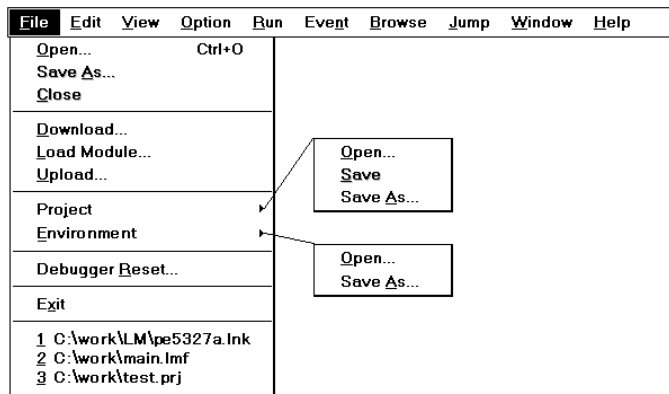 File Edit View Option Run Event Browse Jump Window Help
Open... Ctrl+O
Save As...
Close
Download...
Load Module...
Upload...
Project
Environment
Debugger Reset...
Exit
1 C:\work\LM\pe5327a.lnk
2 C:\work\main.lmf
3 C:\work\test.prj
Open...
Save
Save As...
Open...
Save As...